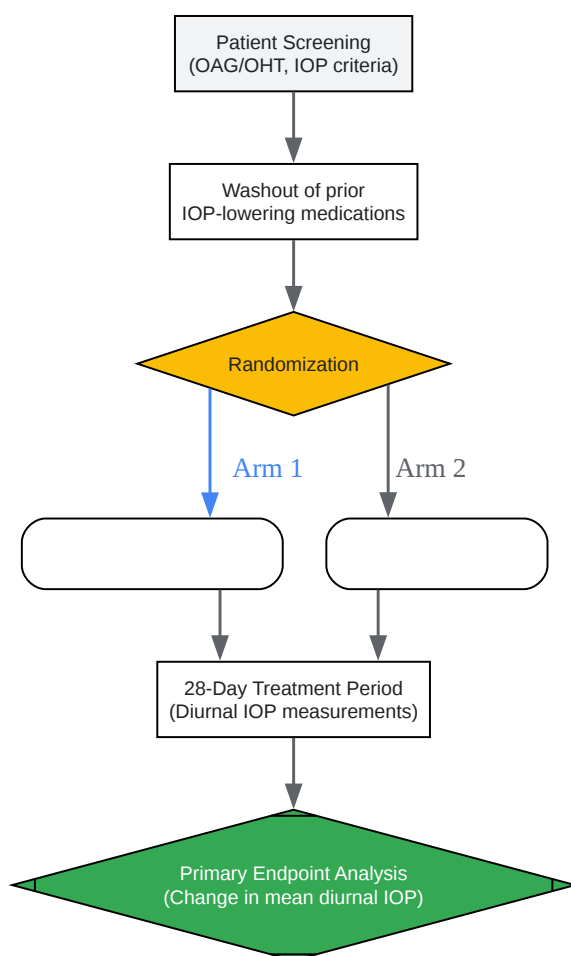 Patient Screening
(OAG/OHT, IOP criteria)
Washout of prior
IOP-lowering medications
Randomization
Arm 1
Arm 2
28-Day Treatment Period
(Diurnal IOP measurements)
Primary Endpoint Analysis
(Change in mean diurnal IOP)